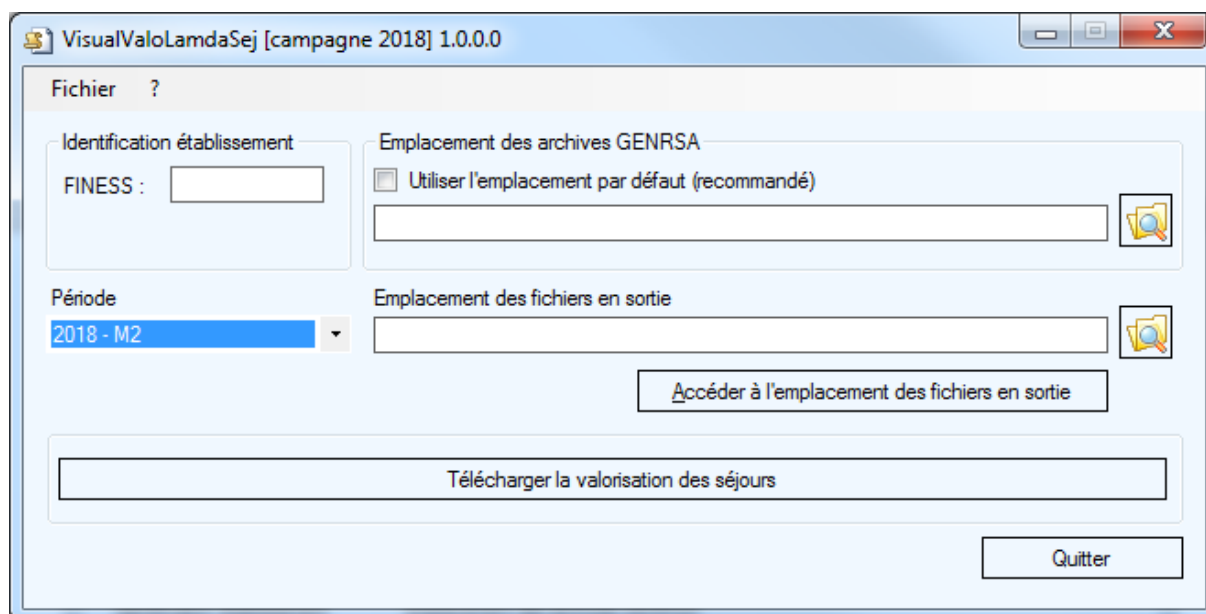 VisualValoLamdaSej [campagne 2018] 1.0.0.0
Fichier ?
Identification établissement
FINESS :
Emplacement des archives GENRSA
Utiliser l'emplacement par défaut (recommandé)
Période
2018 - M2
Emplacement des fichiers en sortie
Accéder à l'emplacement des fichiers en sortie
Télécharger la valorisation des séjours
Quitter